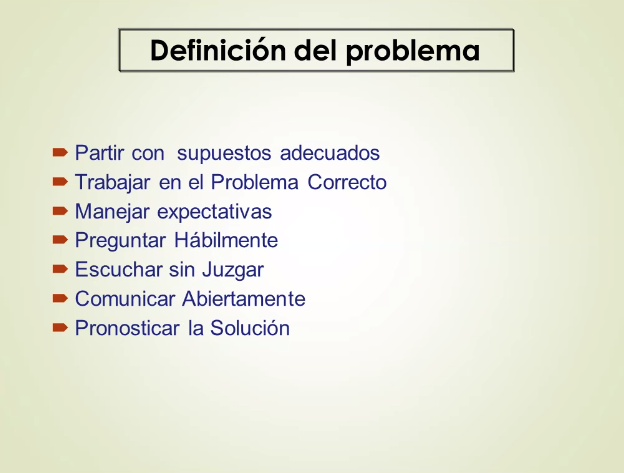 Definición del problema
Partir con supuestos adecuados
Trabajar en el Problema Correcto
Manejar expectativas
Preguntar Hábilmente
Escuchar sin Juzgar
Comunicar Abiertamente
Pronosticar la Solución